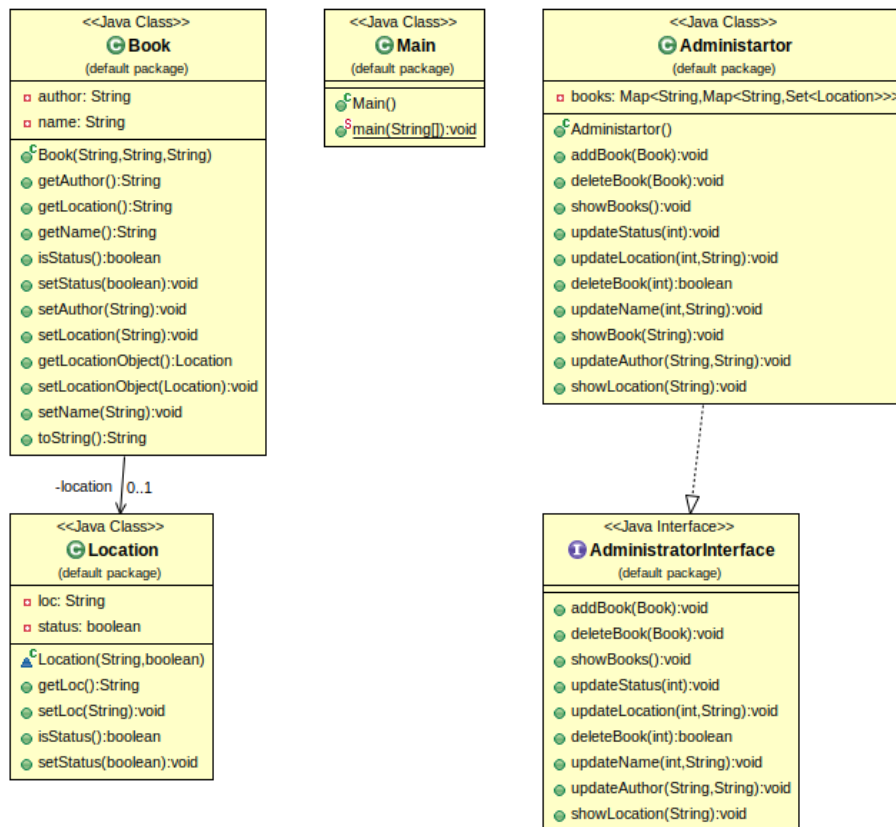 <<Java Class>>
Book
(default package)
author: String
name: String
Book(String,String,String)
getAuthor():String
getLocation():String
getName():String
isStatus():boolean
setStatus(boolean):void
setAuthor(String):void
setLocation(String):void
getLocationObject():Location
setLocationObject(Location):void
setName(String):void
toString():String
-location
0..1
<<Java Class>>
Location
(default package)
loc: String
status: boolean
Location(String,boolean)
getLoc():String
setLoc(String):void
isStatus():boolean
setStatus(boolean):void
<<Java Class>>
Main
(default package)
Main()
main(String[]):void
<<Java Class>>
Administartor
(default package)
books: Map<String,Map<String,Set<Location>>>
Administartor()
addBook(Book):void
deleteBook(Book):void
showBooks():void
updateStatus(int):void
updateLocation(int,String):void
deleteBook(int):boolean
updateName(int,String):void
showBook(String):void
updateAuthor(String,String):void
showLocation(String):void
<<Java Interface>>
AdministratorInterface
(default package)
addBook(Book):void
deleteBook(Book):void
showBooks():void
updateStatus(int):void
updateLocation(int,String):void
deleteBook(int):boolean
updateName(int,String):void
updateAuthor(String,String):void
showLocation(String):void